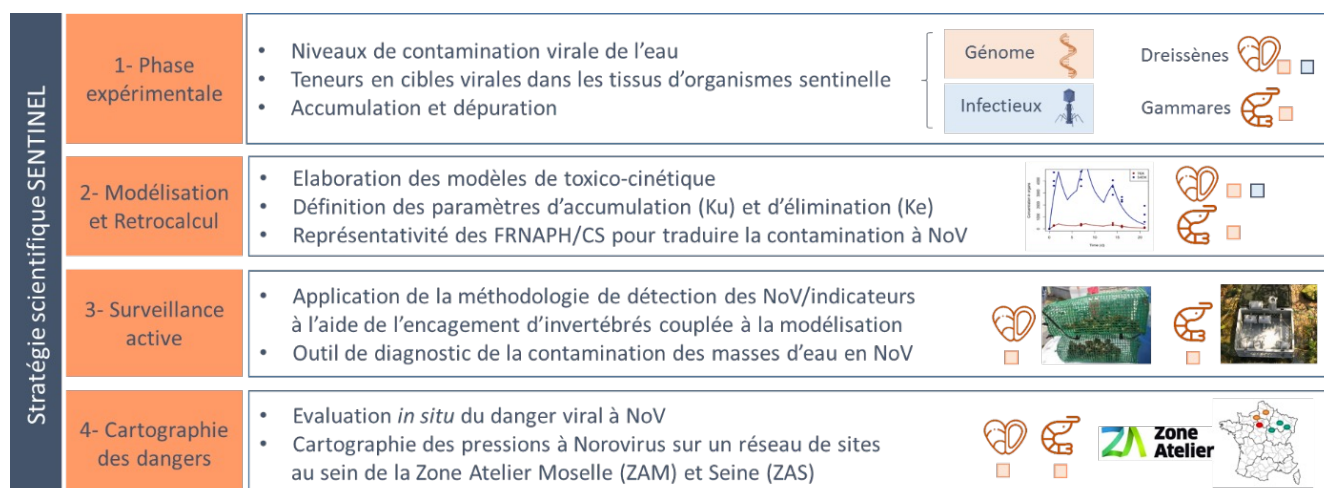 Stratégie scientifique SENTINEL
1- Phase
expérimentale
• Niveaux de contamination virale de l'eau
• Teneurs en cibles virales dans les tissus d'organismes sentinelle
• Accumulation et dépuration
Génome
Infectieux
Dreissènes
Gammares
2- Modélisation
et Retrocalcul
• Elaboration des modèles de toxico-cinétique
• Définition des paramètres d'accumulation (Ku) et d'élimination (Ke)
• Représentativité des FRNAPH/CS pour traduire la contamination à NoV
3- Surveillance
active
• Application de la méthodologie de détection des NoV/indicateurs
à l'aide de l'encagement d'invertébrés couplée à la modélisation
• Outil de diagnostic de la contamination des masses d'eau en NoV
4- Cartographie
des dangers
• Evaluation in situ du danger viral à NoV
• Cartographie des pressions à Norovirus sur un réseau de sites
au sein de la Zone Atelier Moselle (ZAM) et Seine (ZAS)
ZA Zone
Atelier